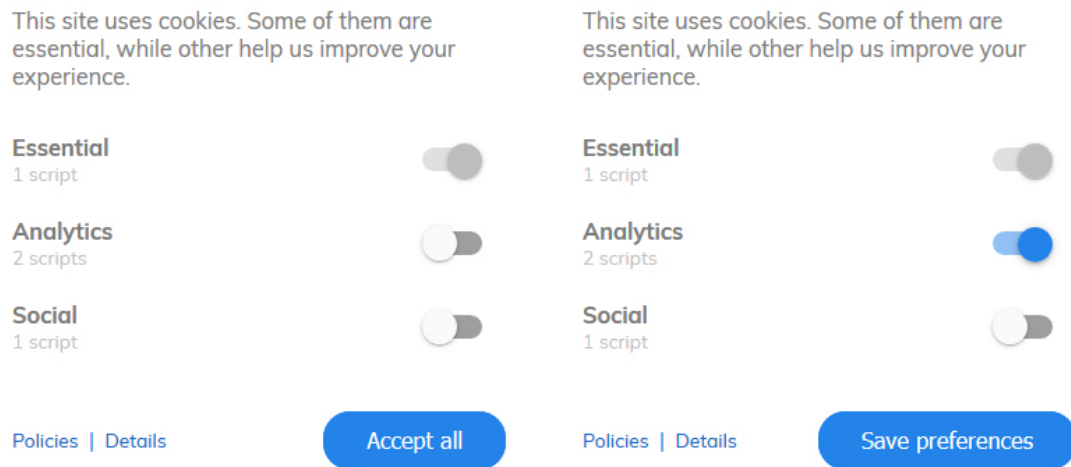 This site uses cookies. Some of them are
essential, while other help us improve your
experience.
Essential
1 script
Analytics
2 scripts
Social
1 script
Policies | Details
Accept all
This site uses cookies. Some of them are
essential, while other help us improve your
experience.
Essential
1 script
Analytics
2 scripts
Social
1 script
Policies | Details
Save preferences